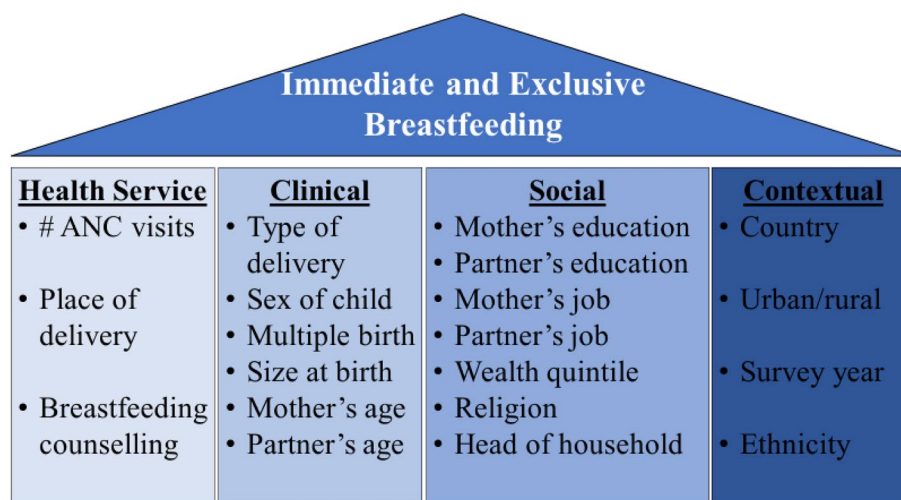 Immediate and Exclusive
Breastfeeding
Health Service
• # ANC visits
• Place of
delivery
• Breastfeeding
counselling
Clinical
• Type of
delivery
• Sex of child
• Multiple birth
• Size at birth
• Mother’s age
• Partner’s age
Social
• Mother’s education
• Partner’s education
• Mother’s job
• Partner’s job
• Wealth quintile
• Religion
• Head of household
Contextual
• Country
• Urban/rural
• Survey year
• Ethnicity